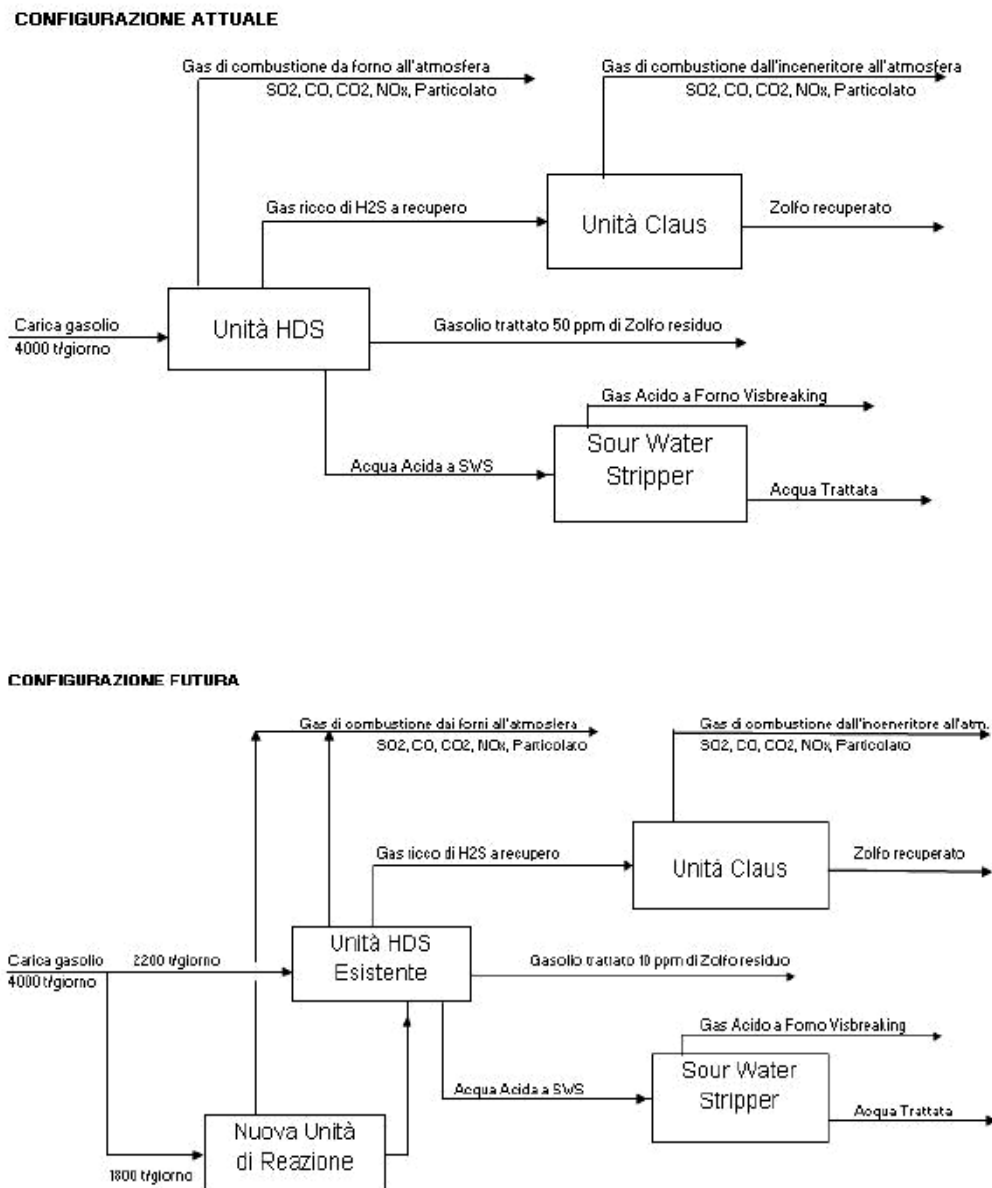 CONFIGURAZIONE ATTUALE
Gas di combustione da forno all'atmosfera
SO2, CO, CO2, NOx, Particolato
Gas di combustione dall'inceneritore all'atmosfera
SO2, CO, CO2, NOx, Particolato
Gas ricco di H2S a recupero
Unità Claus
Zolfo recuperato
Carica gasolio
4000 t/giorno
Unità HDS
Gasolio trattato 50 ppm di Zolfo residuo
Gas Acido a Forno Visbreaking
Sour Water
Stripper
Acqua Acida a SWS
Acqua Trattata
CONFIGURAZIONE FUTURA
Gas di combustione dai forni all'atmosfera
SO2, CO, CO2, NOx, Particolato
Gas di combustione dall'inceneritore all'atm.
SO2, CO, CO2, NOx, Particolato
Gas ricco di H2S a recupero
Unità Claus
Zolfo recuperato
Carica gasolio
4000 t/giorno
2200 t/giorno
Unità HDS
Esistente
Gasolio trattato 10 ppm di Zolfo residuo
Gas Acido a Forno Visbreaking
Sour Water
Stripper
Acqua Acida a SWS
Acqua Trattata
Nuova Unità
di Reazione
1800 t/giorno